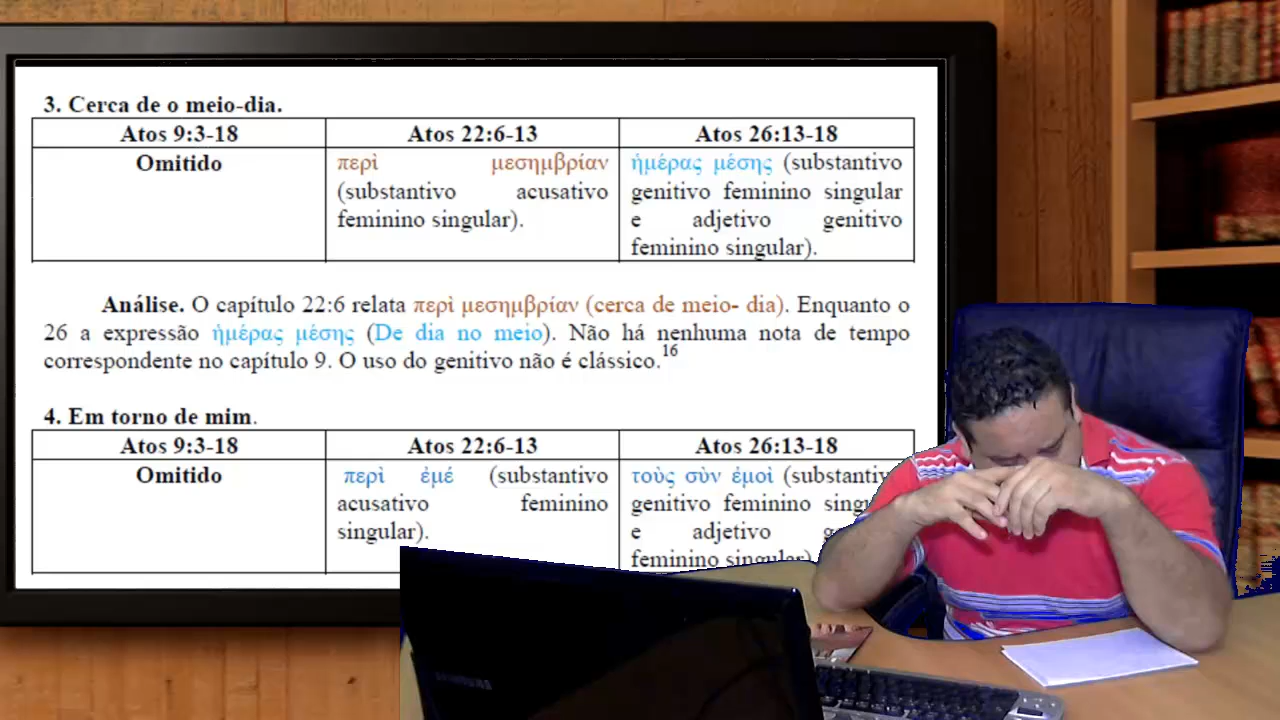 3. Cerca de o meio-dia.
Atos 9:3-18 Atos 22:6-13 Atos 26:13-18
Omitido
περὶ μεσημβρίαν
(substantivo acusativo
feminino singular).
ἡμέρας μέσης (substantivo
genitivo feminino singular
e adjetivo genitivo
feminino singular).
Análise. O capítulo 22:6 relata περὶ μεσημβρίαν (cerca de meio- dia). Enquanto o
26 a expressão ἡμέρας μέσης (De dia no meio). Não há nenhuma nota de tempo
correspondente no capítulo 9. O uso do genitivo não é clássico.16
4. Em torno de mim.
Atos 9:3-18 Atos 22:6-13 Atos 26:13-18
Omitido
περὶ ἐμέ (substantivo
acusativo feminino
singular).
τοὺς σὺν ἐμοὶ (substantiv
genitivo feminino sing
e adjetivo g
feminino singular)
SAMSUNG